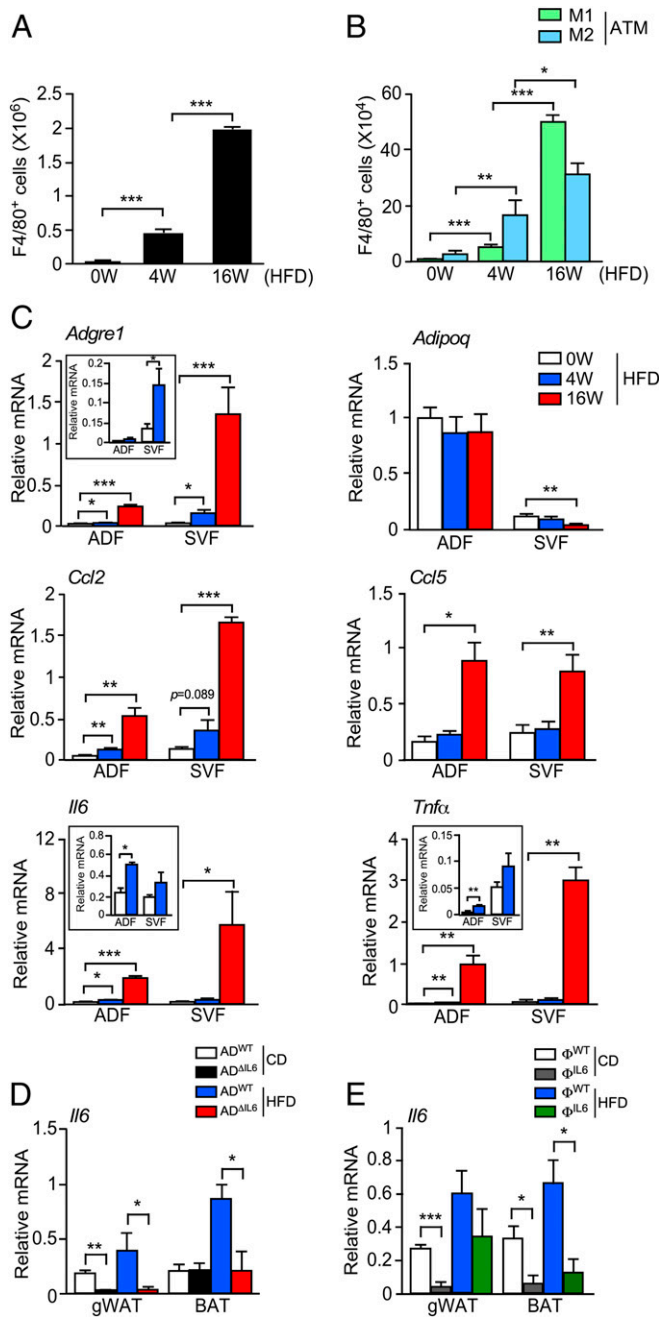 A
F4/80+ cells (X10⁶)
2.5
2
1.5
1
0.5
0
***
***
0W 4W 16W (HFD)
B
M1
M2
ATM
F4/80+ cells (X10⁴)
60
40
20
0
*
***
**
***
0W 4W 16W (HFD)
C
Adgre1
Relative mRNA
2
1.5
1
0.5
0
Relative mRNA
0.2
0.15
0.1
0.05
0
*
ADF SVF
***
***
*
*
ADF SVF
Adipoq
0W
4W
16W
HFD
Relative mRNA
1.5
1
0.5
0
**
ADF SVF
Ccl2
Relative mRNA
2
1.5
1
0.5
0
***
**
p=0.089
**
ADF SVF
Ccl5
Relative mRNA
1.5
1
0.5
0
*
**
ADF SVF
Il6
Relative mRNA
12
8
4
0
Relative mRNA
0.8
0.6
0.4
0.2
0
*
ADF SVF
*
***
*
ADF SVF
Tnfα
Relative mRNA
4
3
2
1
0
Relative mRNA
0.15
0.1
0.05
0
**
ADF SVF
**
**
**
ADF SVF
D
AD^WT
AD^ΔIL6
CD
AD^WT
AD^ΔIL6
HFD
Il6
Relative mRNA
1.5
1
0.5
0
**
*
*
gWAT BAT
E
Φ^WT
Φ^IL6
CD
Φ^WT
Φ^IL6
HFD
Il6
Relative mRNA
1
0.8
0.6
0.4
0.2
0
***
*
*
gWAT BAT